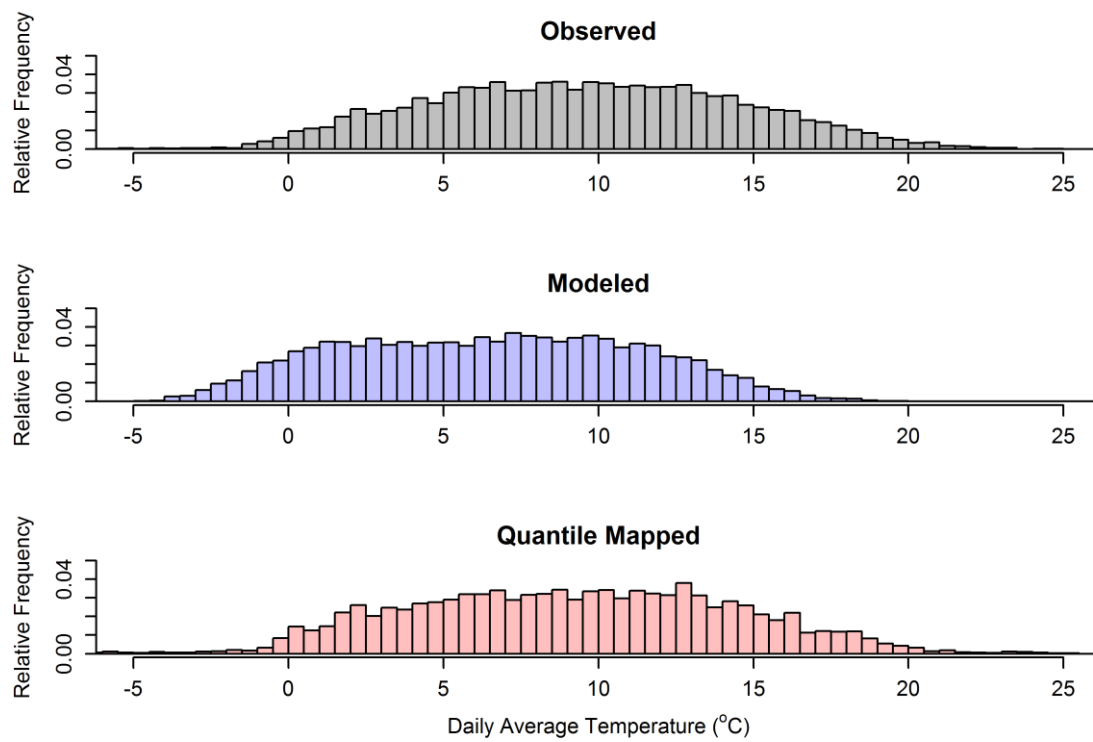 Observed
Relative Frequency
0.04
0.00
-5 0 5 10 15 20 25
Modeled
Relative Frequency
0.04
0.00
-5 0 5 10 15 20 25
Quantile Mapped
Relative Frequency
0.04
0.00
-5 0 5 10 15 20 25
Daily Average Temperature (°C)